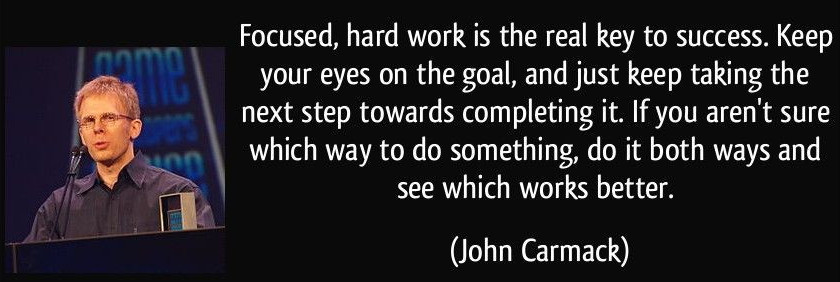 Focused, hard work is the real key to success. Keep
your eyes on the goal, and just keep taking the
next step towards completing it. If you aren't sure
which way to do something, do it both ways and
see which works better.
(John Carmack)
game